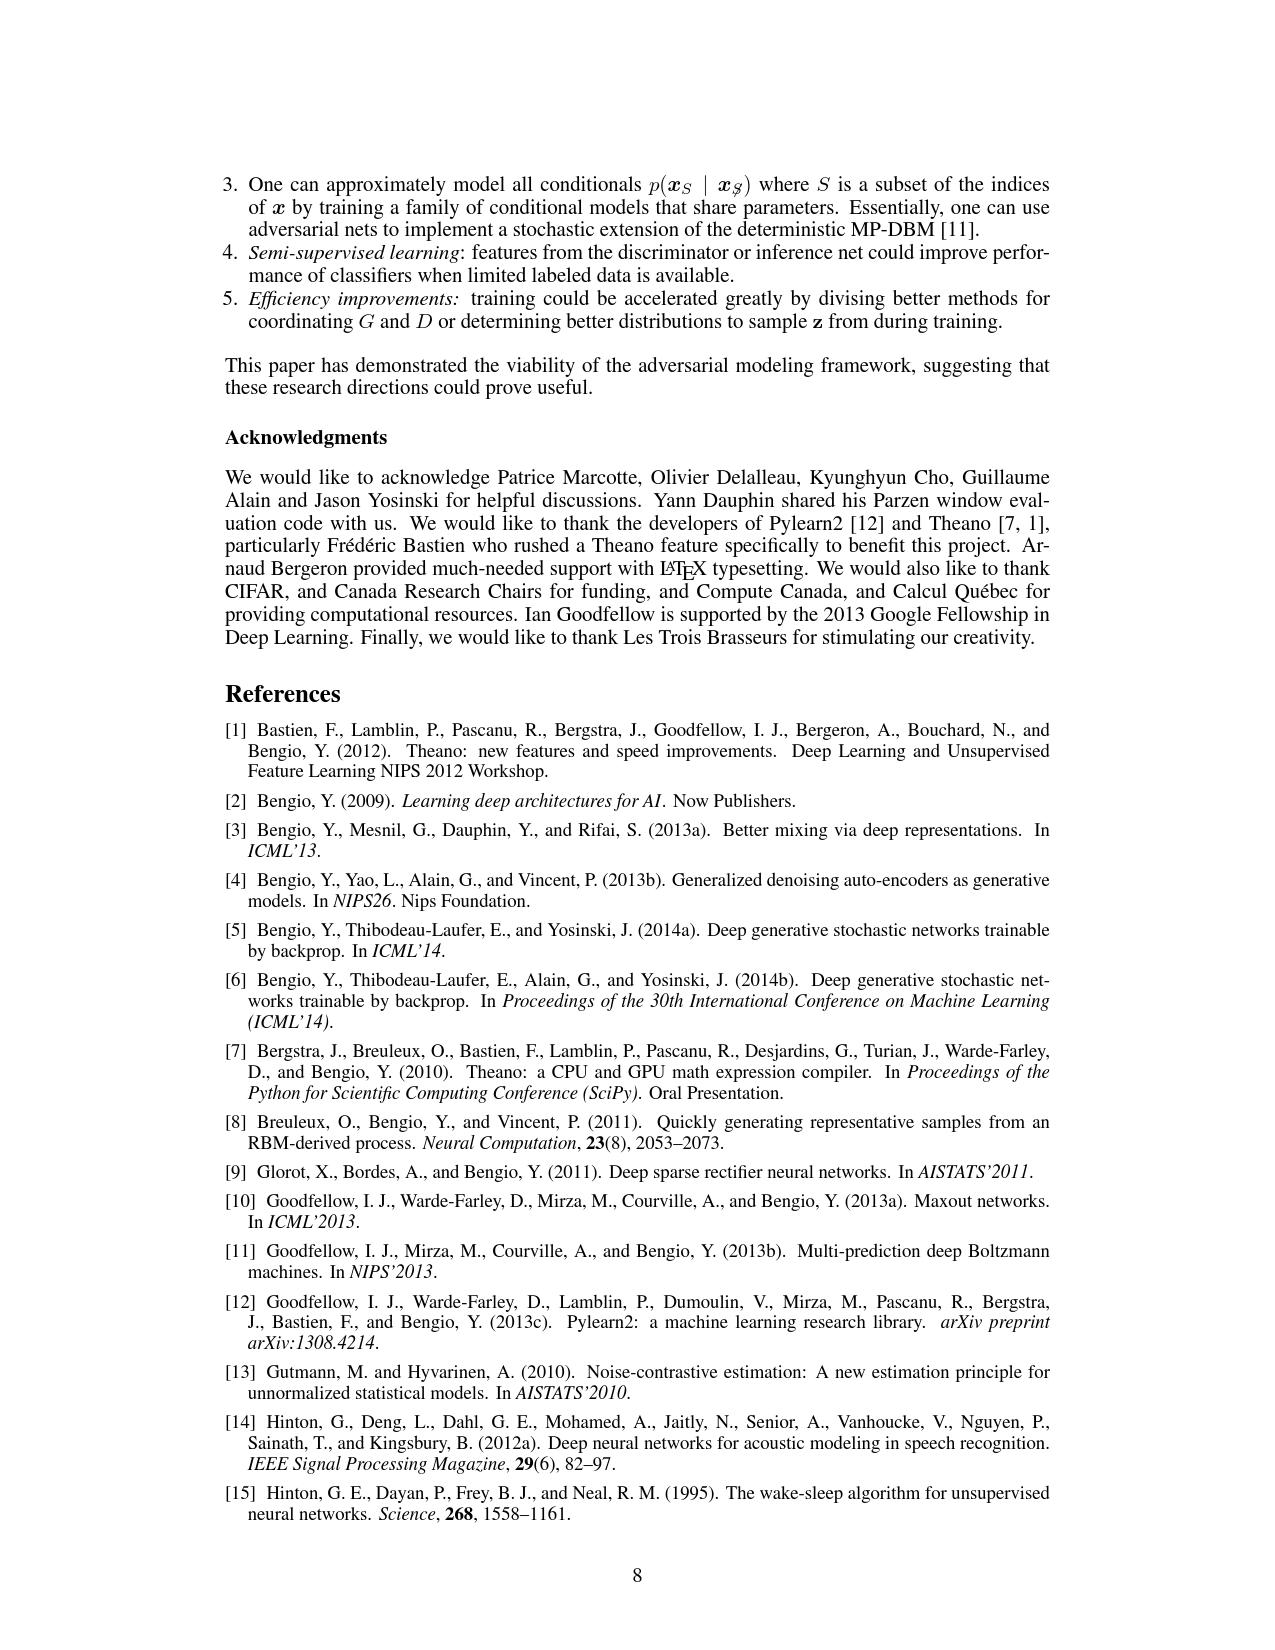 3. One can approximately model all conditionals p(x_S | x_S̸) where S is a subset of the indices
of x by training a family of conditional models that share parameters. Essentially, one can use
adversarial nets to implement a stochastic extension of the deterministic MP-DBM [11].
4. Semi-supervised learning: features from the discriminator or inference net could improve perfor-
mance of classifiers when limited labeled data is available.
5. Efficiency improvements: training could be accelerated greatly by divising better methods for
coordinating G and D or determining better distributions to sample z from during training.
This paper has demonstrated the viability of the adversarial modeling framework, suggesting that
these research directions could prove useful.
Acknowledgments
We would like to acknowledge Patrice Marcotte, Olivier Delalleau, Kyunghyun Cho, Guillaume
Alain and Jason Yosinski for helpful discussions. Yann Dauphin shared his Parzen window eval-
uation code with us. We would like to thank the developers of Pylearn2 [12] and Theano [7, 1],
particularly Frédéric Bastien who rushed a Theano feature specifically to benefit this project. Ar-
naud Bergeron provided much-needed support with LATEX typesetting. We would also like to thank
CIFAR, and Canada Research Chairs for funding, and Compute Canada, and Calcul Québec for
providing computational resources. Ian Goodfellow is supported by the 2013 Google Fellowship in
Deep Learning. Finally, we would like to thank Les Trois Brasseurs for stimulating our creativity.
References
[1] Bastien, F., Lamblin, P., Pascanu, R., Bergstra, J., Goodfellow, I. J., Bergeron, A., Bouchard, N., and
Bengio, Y. (2012). Theano: new features and speed improvements. Deep Learning and Unsupervised
Feature Learning NIPS 2012 Workshop.
[2] Bengio, Y. (2009). Learning deep architectures for AI. Now Publishers.
[3] Bengio, Y., Mesnil, G., Dauphin, Y., and Rifai, S. (2013a). Better mixing via deep representations. In
ICML'13.
[4] Bengio, Y., Yao, L., Alain, G., and Vincent, P. (2013b). Generalized denoising auto-encoders as generative
models. In NIPS26. Nips Foundation.
[5] Bengio, Y., Thibodeau-Laufer, E., and Yosinski, J. (2014a). Deep generative stochastic networks trainable
by backprop. In ICML'14.
[6] Bengio, Y., Thibodeau-Laufer, E., Alain, G., and Yosinski, J. (2014b). Deep generative stochastic net-
works trainable by backprop. In Proceedings of the 30th International Conference on Machine Learning
(ICML'14).
[7] Bergstra, J., Breuleux, O., Bastien, F., Lamblin, P., Pascanu, R., Desjardins, G., Turian, J., Warde-Farley,
D., and Bengio, Y. (2010). Theano: a CPU and GPU math expression compiler. In Proceedings of the
Python for Scientific Computing Conference (SciPy). Oral Presentation.
[8] Breuleux, O., Bengio, Y., and Vincent, P. (2011). Quickly generating representative samples from an
RBM-derived process. Neural Computation, 23(8), 2053–2073.
[9] Glorot, X., Bordes, A., and Bengio, Y. (2011). Deep sparse rectifier neural networks. In AISTATS'2011.
[10] Goodfellow, I. J., Warde-Farley, D., Mirza, M., Courville, A., and Bengio, Y. (2013a). Maxout networks.
In ICML'2013.
[11] Goodfellow, I. J., Mirza, M., Courville, A., and Bengio, Y. (2013b). Multi-prediction deep Boltzmann
machines. In NIPS'2013.
[12] Goodfellow, I. J., Warde-Farley, D., Lamblin, P., Dumoulin, V., Mirza, M., Pascanu, R., Bergstra,
J., Bastien, F., and Bengio, Y. (2013c). Pylearn2: a machine learning research library. arXiv preprint
arXiv:1308.4214.
[13] Gutmann, M. and Hyvarinen, A. (2010). Noise-contrastive estimation: A new estimation principle for
unnormalized statistical models. In AISTATS'2010.
[14] Hinton, G., Deng, L., Dahl, G. E., Mohamed, A., Jaitly, N., Senior, A., Vanhoucke, V., Nguyen, P.,
Sainath, T., and Kingsbury, B. (2012a). Deep neural networks for acoustic modeling in speech recognition.
IEEE Signal Processing Magazine, 29(6), 82–97.
[15] Hinton, G. E., Dayan, P., Frey, B. J., and Neal, R. M. (1995). The wake-sleep algorithm for unsupervised
neural networks. Science, 268, 1558–1161.
8